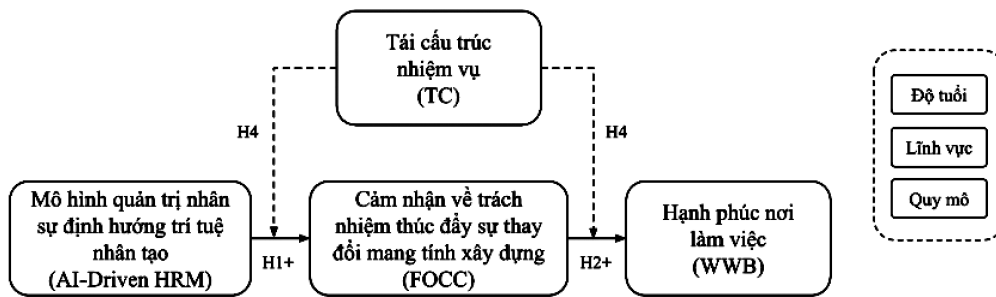 Tái cấu trúc
nhiệm vụ
(TC)
H4
H4
Mô hình quản trị nhân
sự định hướng trí tuệ
nhân tạo
(AI-Driven HRM)
H1+
Cảm nhận về trách
nhiệm thúc đẩy sự thay
đổi mang tính xây dựng
(FOCC)
H2+
Hạnh phúc nơi
làm việc
(WWB)
Độ tuổi
Lĩnh vực
Quy mô